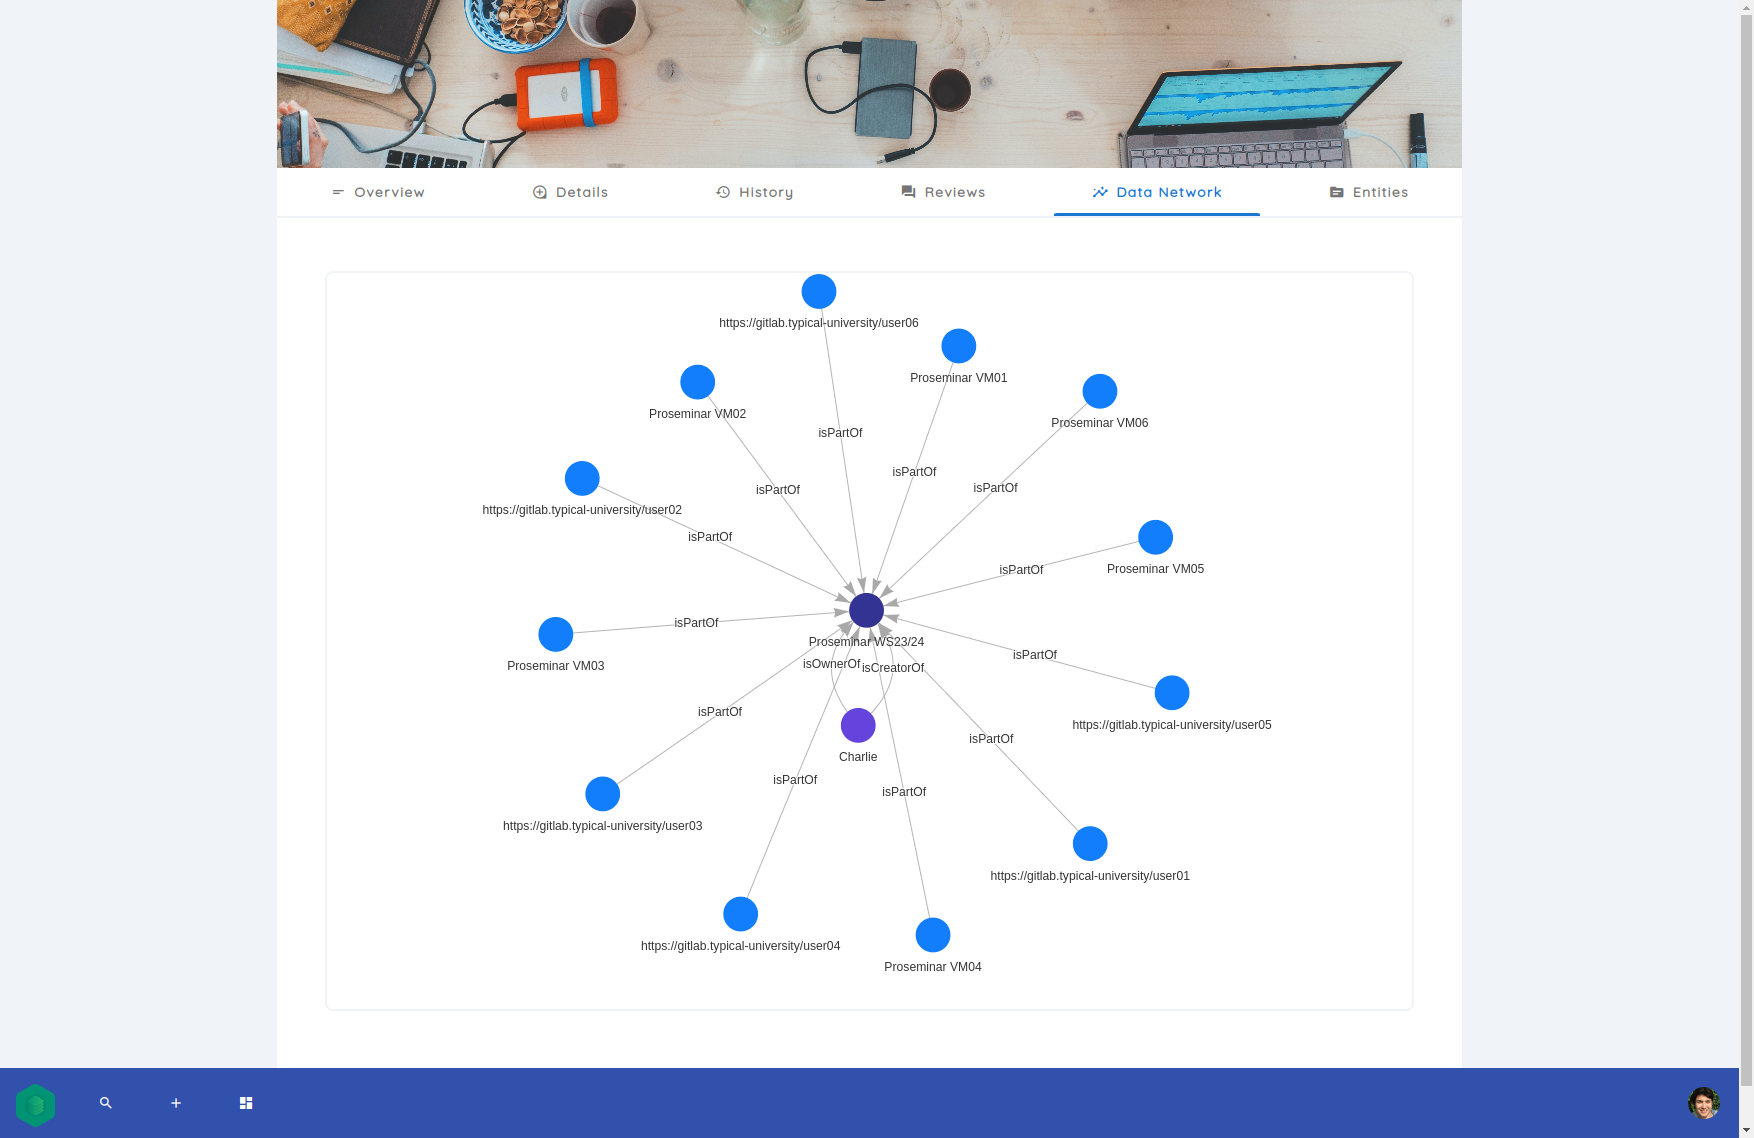 Overview
Details
History
Reviews
Data Network
Entities
https://gitlab.typical-university/user06
Proseminar VM01
Proseminar VM02
Proseminar VM06
isPartOf
isPartOf
isPartOf
isPartOf
https://gitlab.typical-university/user02
isPartOf
Proseminar VM05
isPartOf
isPartOf
Proseminar WS23/24
isPartOf
isOwnerOf
isCreatorOf
Proseminar VM03
isPartOf
https://gitlab.typical-university/user05
isPartOf
Charlie
isPartOf
isPartOf
https://gitlab.typical-university/user03
https://gitlab.typical-university/user01
https://gitlab.typical-university/user04
Proseminar VM04